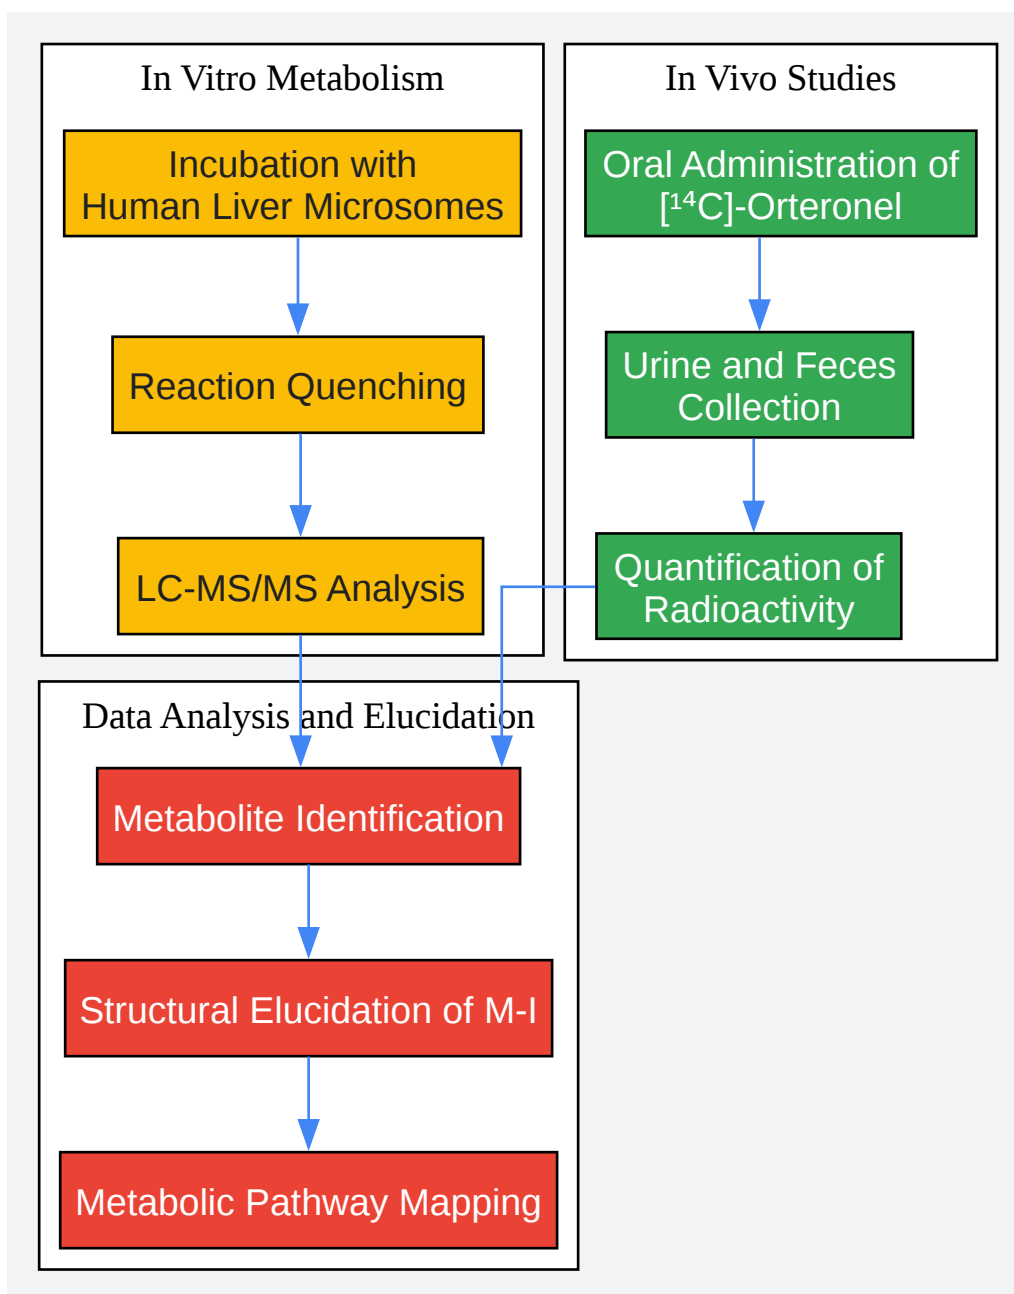 In Vitro Metabolism
Incubation with
Human Liver Microsomes
Reaction Quenching
LC-MS/MS Analysis
In Vivo Studies
Oral Administration of
[¹⁴C]-Orteronel
Urine and Feces
Collection
Quantification of
Radioactivity
Data Analysis and Elucidation
Metabolite Identification
Structural Elucidation of M-I
Metabolic Pathway Mapping